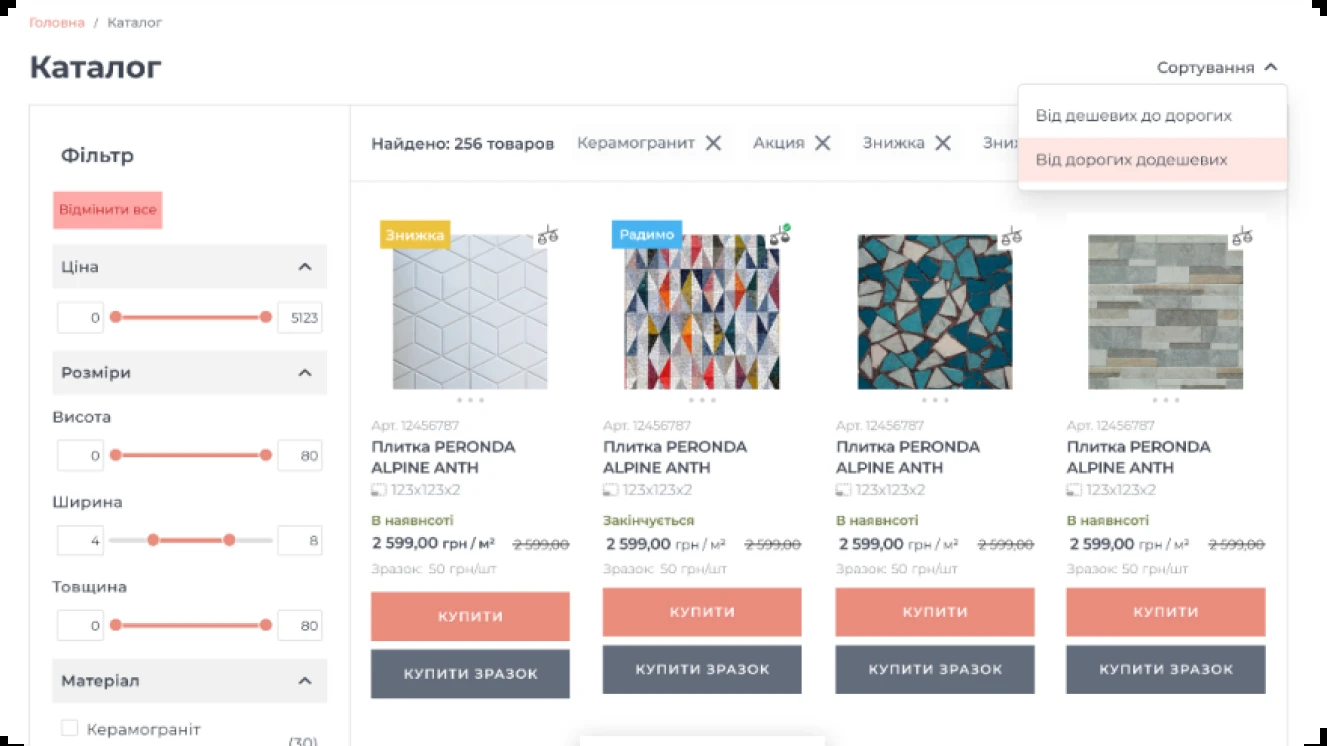 Головна / Каталог
Каталог
Сортування
Від дешевих до дорогих
Від дорогих додешевих
Фільтр
Відмінити все
Ціна
0 5123
Розміри
Висота
0 80
Ширина
4 8
Товщина
0 80
Матеріал
Керамограніт
(30)
Найдено: 256 товаров Керамогранит Акция Знижка
Знижка
Арт. 12456787
Плитка PERONDA
ALPINE ANTH
123x123x2
В наявнсоті
2 599,00 грн / м² 2 599,00
Зразок: 50 грн/шт
КУПИТИ
КУПИТИ ЗРАЗОК
Радимо
Арт. 12456787
Плитка PERONDA
ALPINE ANTH
123x123x2
Закінчується
2 599,00 грн / м² 2 599,00
Зразок: 50 грн/шт
КУПИТИ
КУПИТИ ЗРАЗОК
Арт. 12456787
Плитка PERONDA
ALPINE ANTH
123x123x2
В наявнсоті
2 599,00 грн / м² 2 599,00
Зразок: 50 грн/шт
КУПИТИ
КУПИТИ ЗРАЗОК
Арт. 12456787
Плитка PERONDA
ALPINE ANTH
123x123x2
В наявнсоті
2 599,00 грн / м² 2 599,00
Зразок: 50 грн/шт
КУПИТИ
КУПИТИ ЗРАЗОК